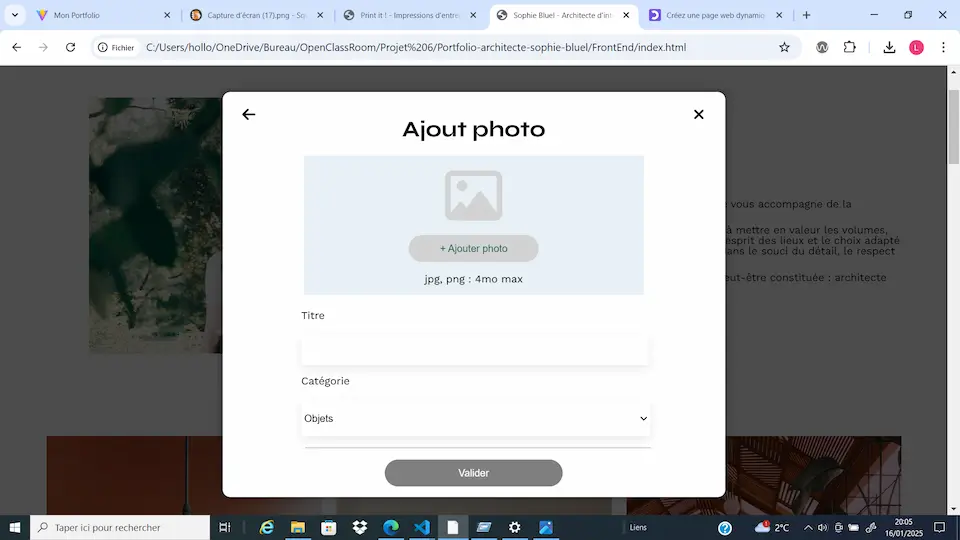 Mon Portfolio
Capture d'écran (17).png - So
Print it ! - Impressions d'entre
Sophie Bluel - Architecte d'int
Créez une page web dynamiq
Fichier
C:/Users/hollo/OneDrive/Bureau/OpenClassRoom/Projet%206/Portfolio-architecte-sophie-bluel/FrontEnd/index.html
L
Ajout photo
+ Ajouter photo
jpg, png : 4mo max
Titre
Catégorie
Objets
Valider
vous accompagne de la
à mettre en valeur les volumes,
esprit des lieux et le choix adapté
ans le souci du détail, le respect
eut-être constituée : architecte
Taper ici pour rechercher
Liens
2°C
20:05
16/01/2025